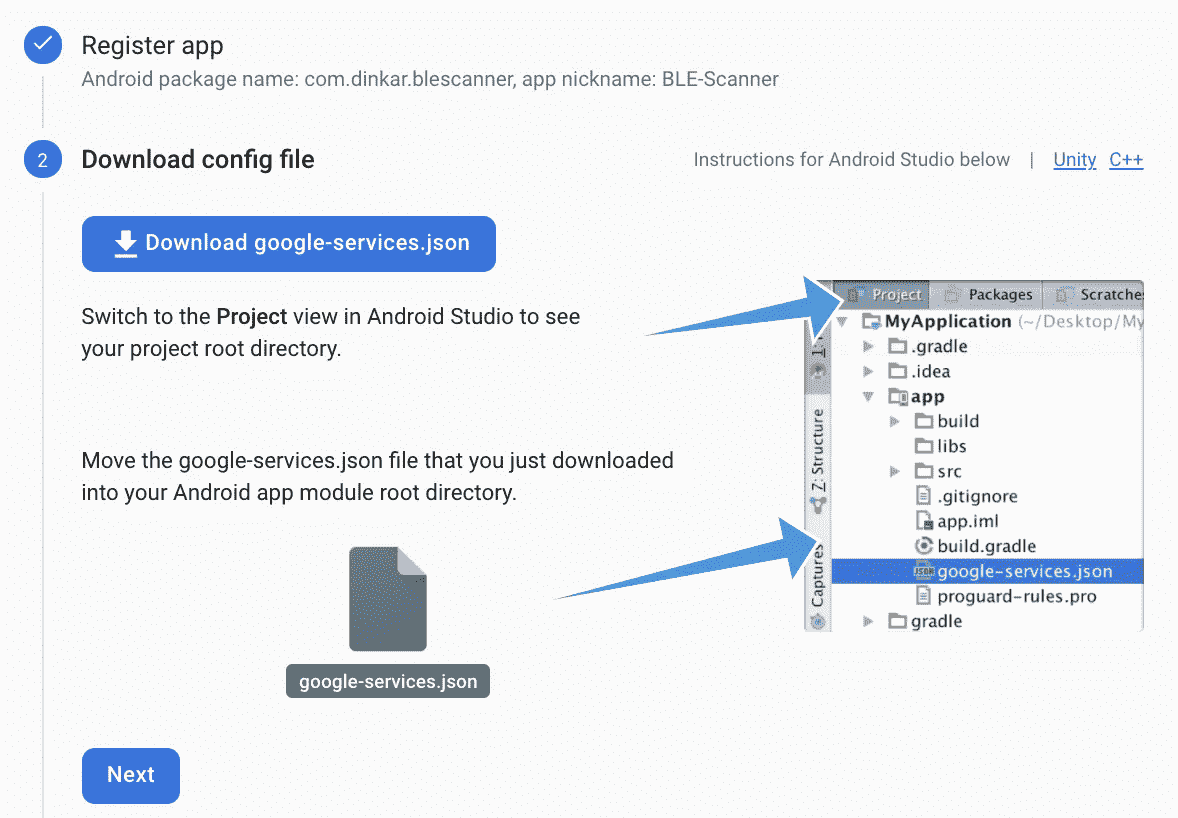 Register app
Android package name: com.dinkar.blescanner, app nickname: BLE-Scanner
2
Download config file
Instructions for Android Studio below | Unity C++
Download google-services.json
Switch to the Project view in Android Studio to see
your project root directory.
Move the google-services.json file that you just downloaded
into your Android app module root directory.
google-services.json
Next
Project Packages Scratches
MyApplication (~/Desktop/My
.gradle
.idea
app
build
libs
src
.gitignore
app.iml
build.gradle
google-services.json
proguard-rules.pro
gradle
1:
Z: Structure
Captures